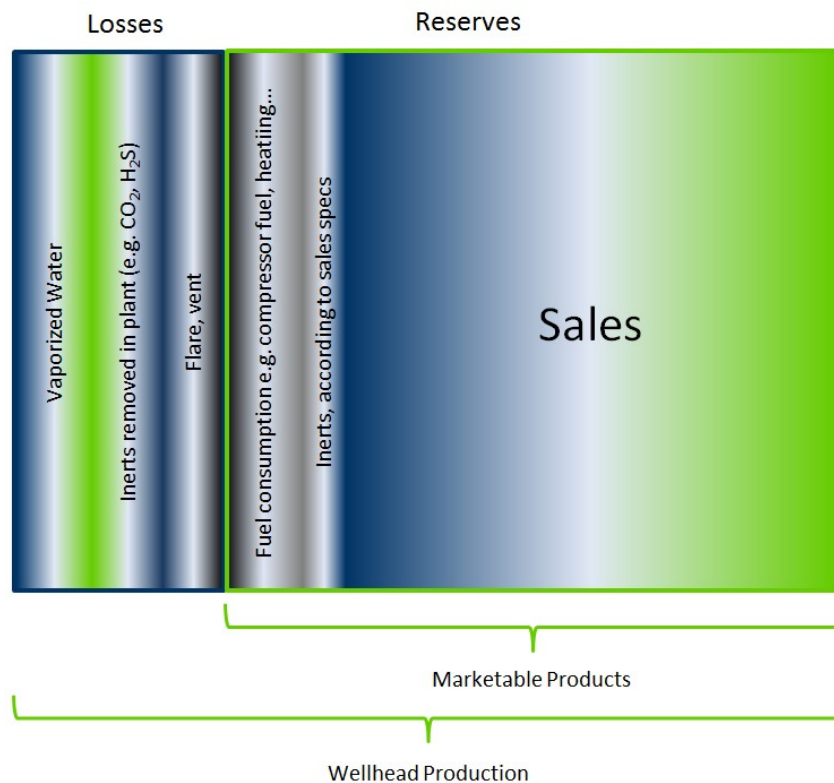 Losses
Reserves
Vaporized Water
Inerts removed in plant (e.g. CO₂, H₂S)
Flare, vent
Fuel consumption e.g. compressor fuel, heatiing...
Inerts, according to sales specs
Sales
Marketable Products
Wellhead Production